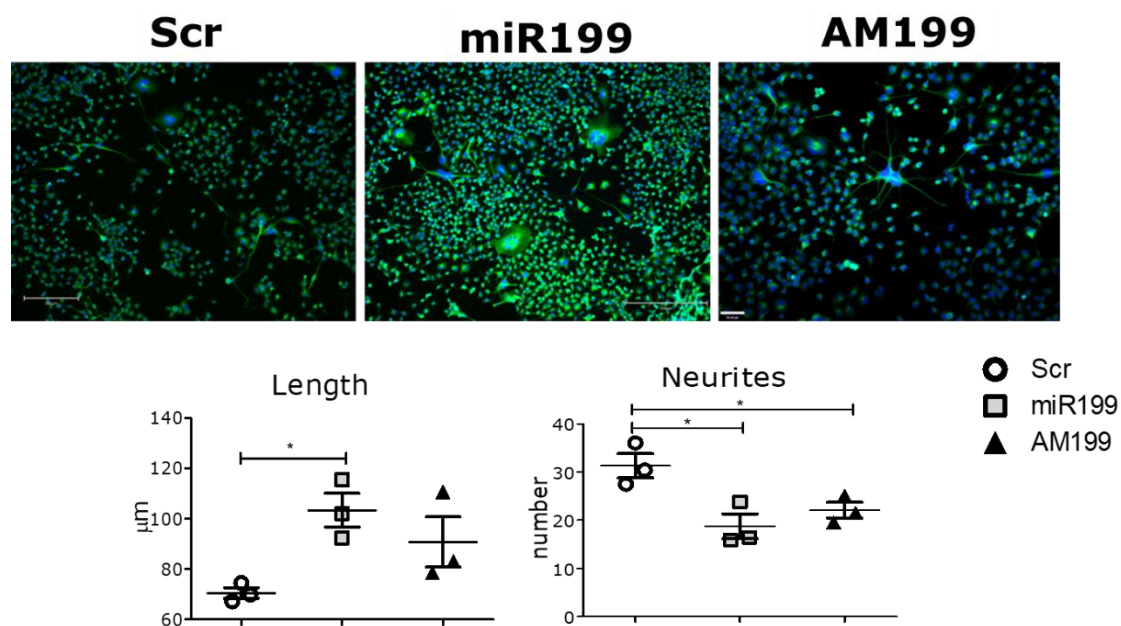 Scr
miR199
AM199
Length
μm
140
120
100
80
60
*
Neurites
number
40
30
20
10
0
*
*
Scr
miR199
AM199